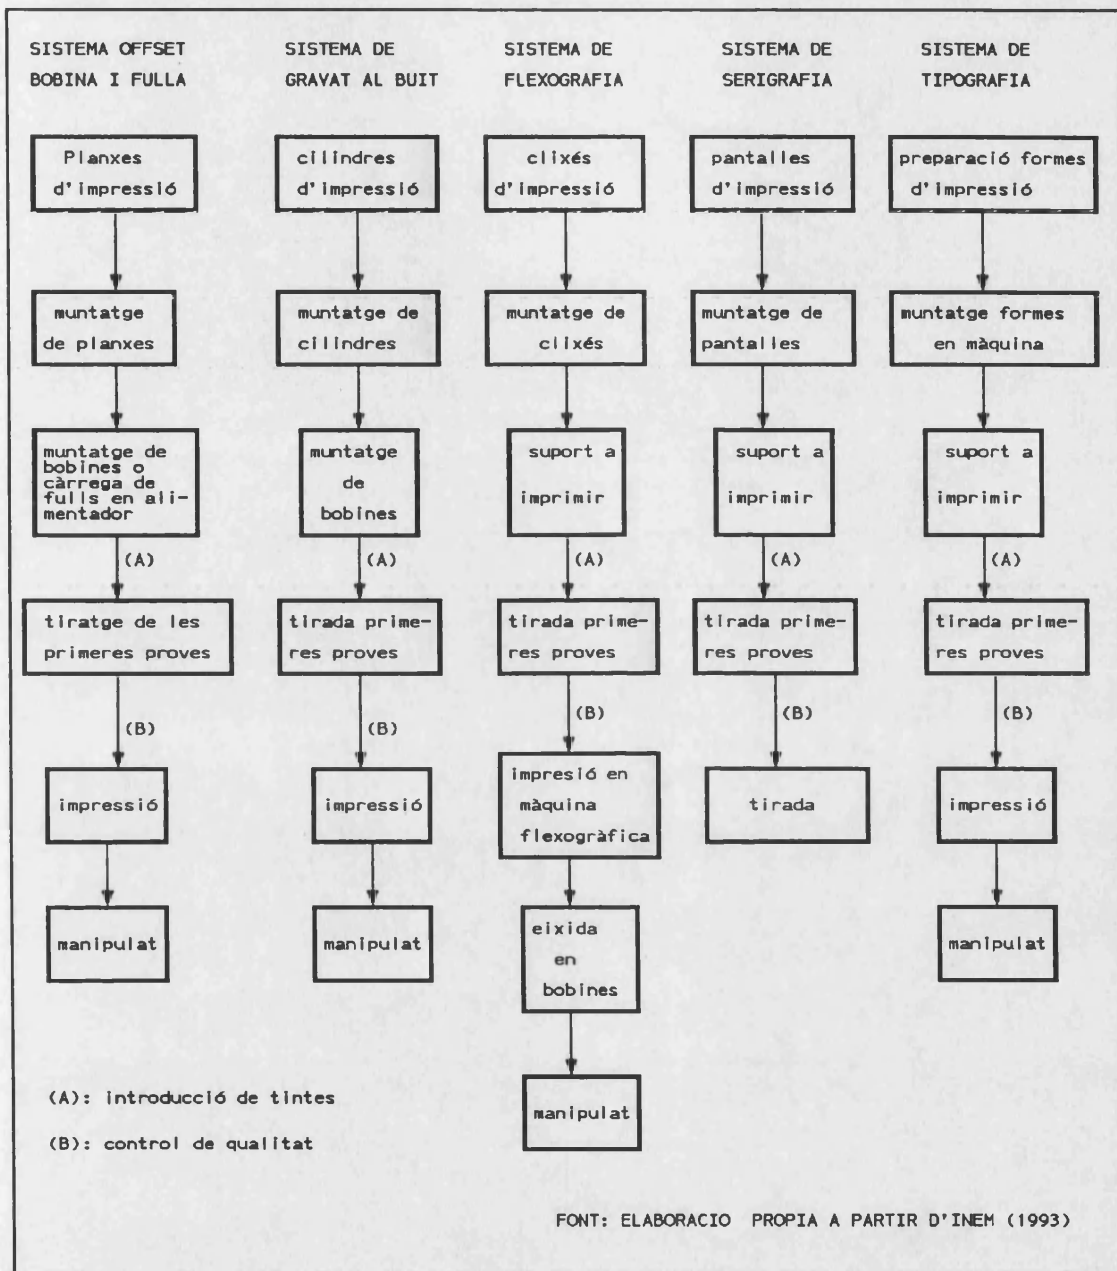 SISTEMA OFFSET
BOBINA I FULLA
Planxes
d'impressió
muntatge
de planxes
muntatge de
bobines o
càrrega de
fulls en ali-
mentador
(A)
tiratge de les
primeres proves
(B)
impressió
manipulat
SISTEMA DE
GRAVAT AL BUIT
cilindres
d'impressió
muntatge de
cilindres
muntatge
de
bobines
(A)
tirada prime-
res proves
(B)
impressió
manipulat
SISTEMA DE
FLEXOGRAFIA
clixés
d'impressió
muntatge de
clixés
suport a
imprimir
(A)
tirada prime-
res proves
(B)
impresió en
màquina
flexogràfica
eixida
en
bobines
manipulat
SISTEMA DE
SERIGRAFIA
pantalles
d'impressió
muntatge de
pantalles
suport a
imprimir
(A)
tirada prime-
res proves
(B)
tirada
SISTEMA DE
TIPOGRAFIA
preparació formes
d'impressió
muntatge formes
en màquina
suport a
imprimir
(A)
tirada prime-
res proves
(B)
impressió
manipulat
(A): introducció de tintes
(B): control de qualitat
FONT: ELABORACIO PROPIA A PARTIR D'INEM (1993)